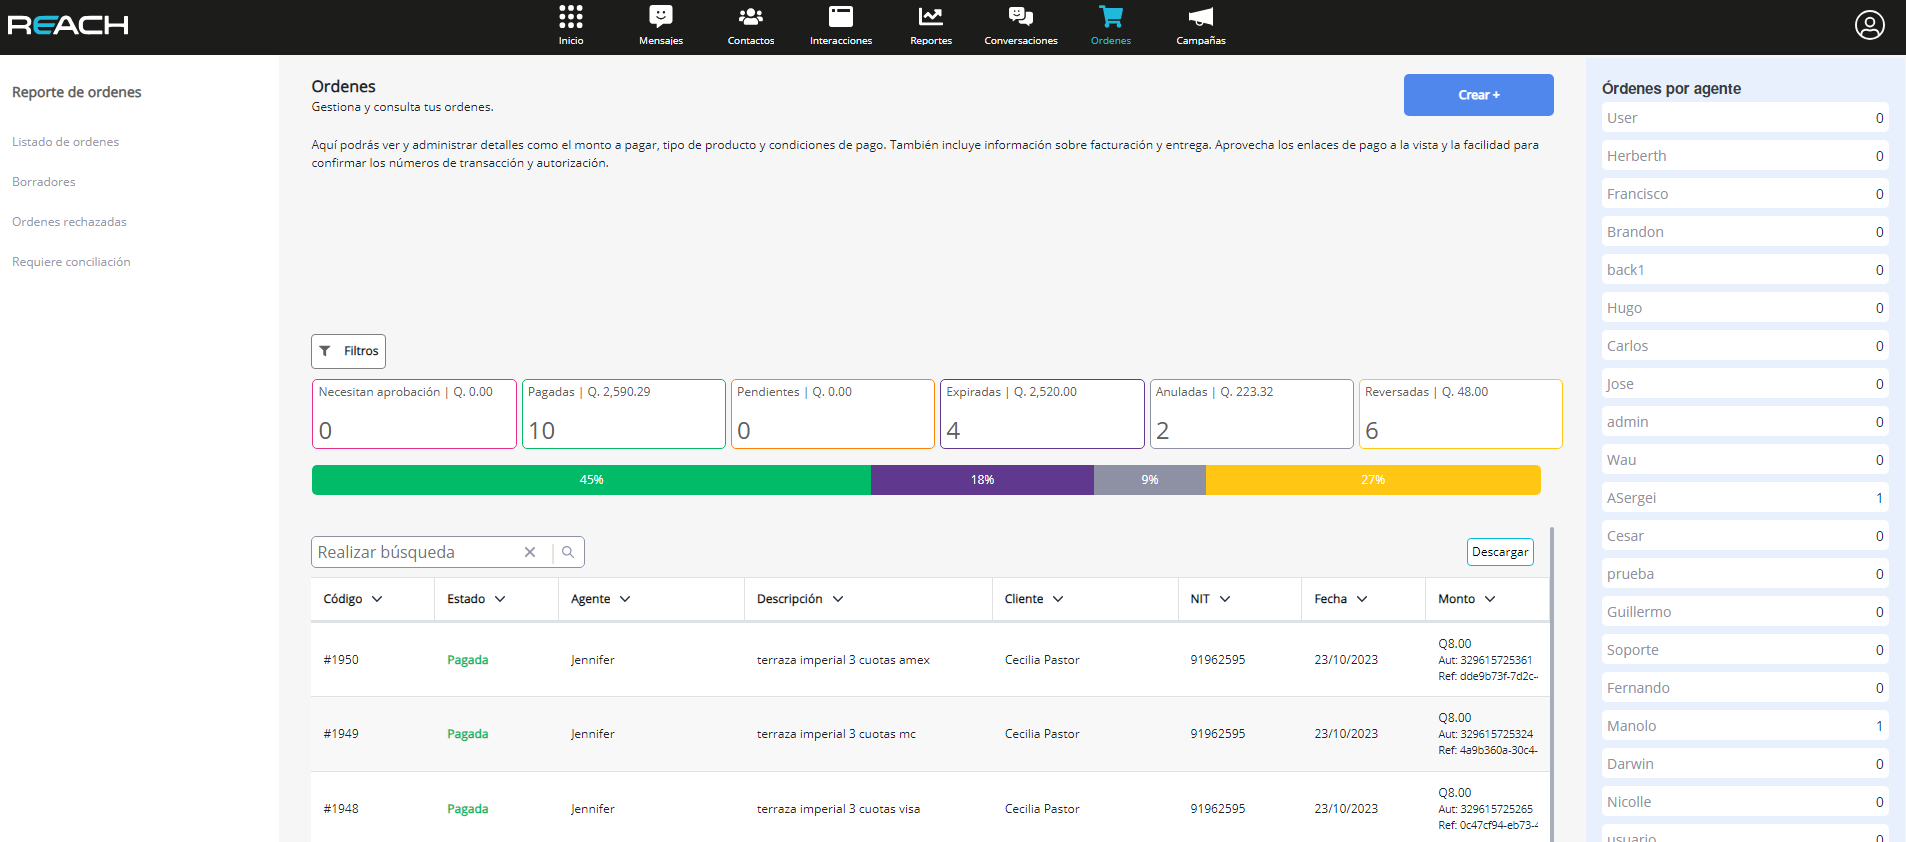 REACH
Inicio
Mensajes
Contactos
Interacciones
Reportes
Conversaciones
Ordenes
Campañas
Reporte de ordenes
Listado de ordenes
Borradores
Ordenes rechazadas
Requiere conciliación
Ordenes
Gestiona y consulta tus ordenes.
Crear +
Aquí podrás ver y administrar detalles como el monto a pagar, tipo de producto y condiciones de pago. También incluye información sobre facturación y entrega. Aprovecha los enlaces de pago a la vista y la facilidad para
confirmar los números de transacción y autorización.
Filtros
Necesitan aprobación | Q. 0.00
0
Pagadas | Q. 2,590.29
10
Pendientes | Q. 0.00
0
Expiradas | Q. 2,520.00
4
Anuladas | Q. 223.32
2
Reversadas | Q. 48.00
6
45% 18% 9% 27%
Realizar búsqueda
Descargar
Código Estado Agente Descripción Cliente NIT Fecha Monto
#1950 Pagada Jennifer terraza imperial 3 cuotas amex Cecilia Pastor 91962595 23/10/2023 Q8.00
Aut: 329615725361
Ref: dde9b73f-7d2c-
#1949 Pagada Jennifer terraza imperial 3 cuotas mc Cecilia Pastor 91962595 23/10/2023 Q8.00
Aut: 329615725324
Ref: 4a9b360a-30c4-
#1948 Pagada Jennifer terraza imperial 3 cuotas visa Cecilia Pastor 91962595 23/10/2023 Q8.00
Aut: 329615725265
Ref: 0c47cf94-eb73-4
Órdenes por agente
User 0
Herberth 0
Francisco 0
Brandon 0
back1 0
Hugo 0
Carlos 0
Jose 0
admin 0
Wau 0
ASergei 1
Cesar 0
prueba 0
Guillermo 0
Soporte 0
Fernando 0
Manolo 1
Darwin 0
Nicolle 0
usuario 0